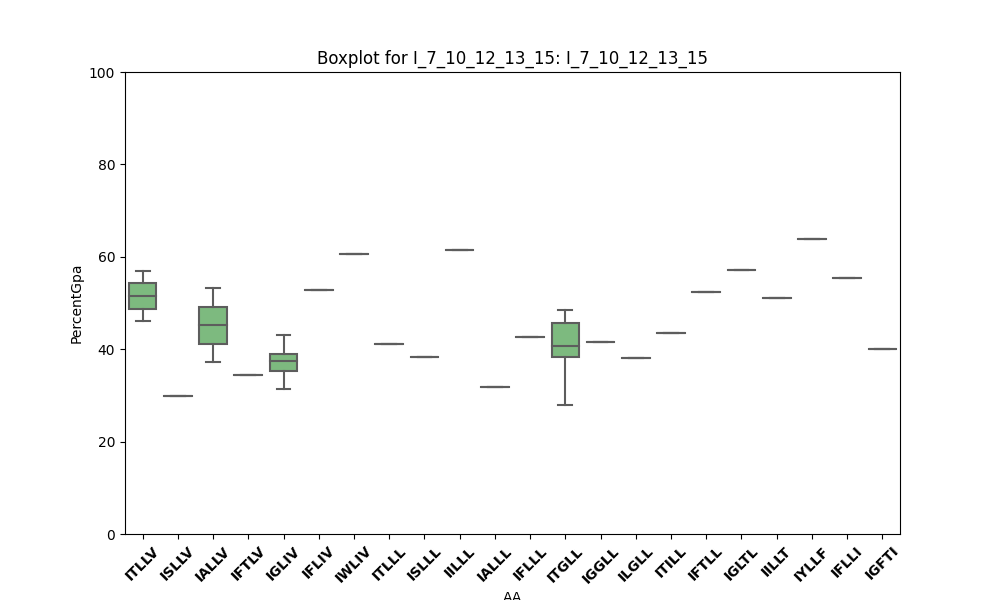 Boxplot for I_7_10_12_13_15: I_7_10_12_13_15
100
80
60
40
20
0
PercentGpa
ITLLV ISLLV IALLV IFTLV IGLIV IFLIV IWLIV ITLLL ISLLL IILLL IALLL IFLLL ITGLL IGGLL ILGLL ITILL IFTLL IGLTL IILLT IYLLF IFLLI IGFTI
AA